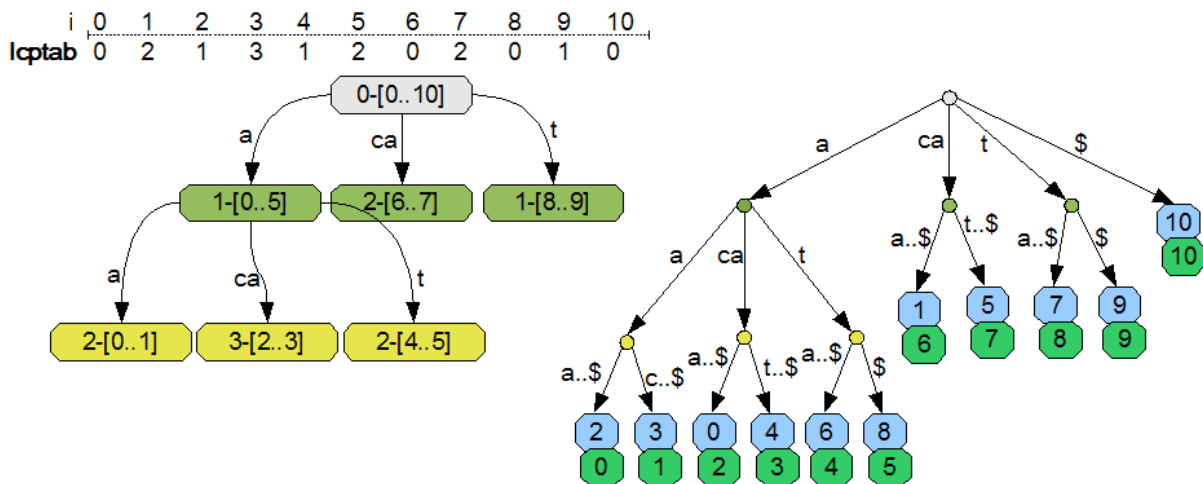 i 0 1 2 3 4 5 6 7 8 9 10
lcptab 0 2 1 3 1 2 0 2 0 1 0
0-[0..10]
a ca t
1-[0..5] 2-[6..7] 1-[8..9]
a ca t
2-[0..1] 3-[2..3] 2-[4..5]
a ca t $
a ca t a..$ t..$ a..$ $ 10
10
1 5 7 9
6 7 8 9
a..$ c..$ a..$ t..$ a..$ $
2 3 0 4 6 8
0 1 2 3 4 5